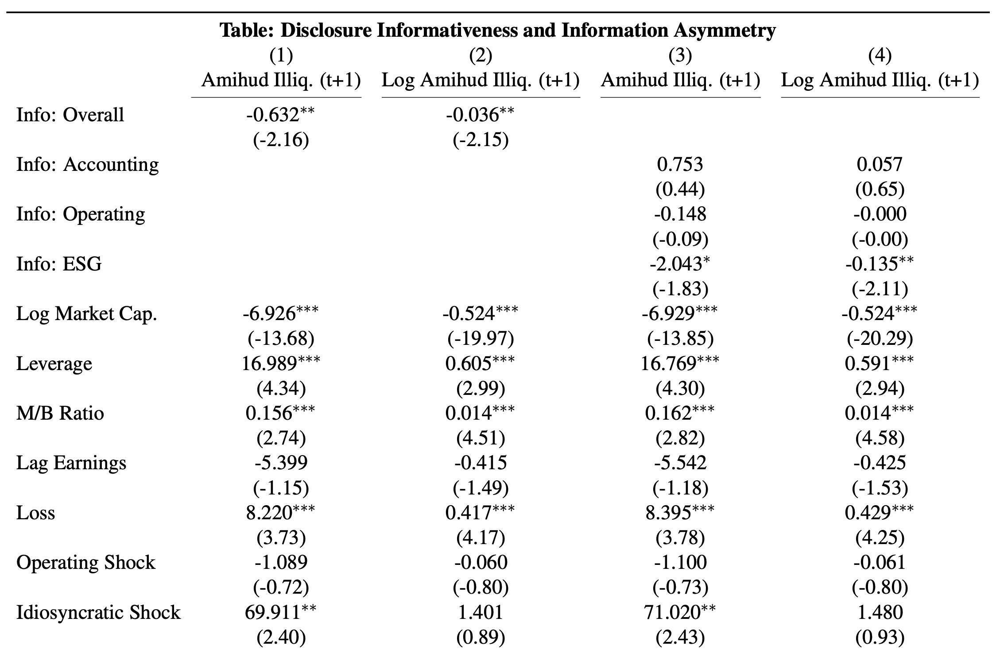 Table: Disclosure Informativeness and Information Asymmetry
(1) (2) (3) (4)
Amihud Illiq. (t+1) Log Amihud Illiq. (t+1) Amihud Illiq. (t+1) Log Amihud Illiq. (t+1)
Info: Overall -0.632** -0.036**
(-2.16) (-2.15)
Info: Accounting 0.753 0.057
(0.44) (0.65)
Info: Operating -0.148 -0.000
(-0.09) (-0.00)
Info: ESG -2.043* -0.135**
(-1.83) (-2.11)
Log Market Cap. -6.926*** -0.524*** -6.929*** -0.524***
(-13.68) (-19.97) (-13.85) (-20.29)
Leverage 16.989*** 0.605*** 16.769*** 0.591***
(4.34) (2.99) (4.30) (2.94)
M/B Ratio 0.156*** 0.014*** 0.162*** 0.014***
(2.74) (4.51) (2.82) (4.58)
Lag Earnings -5.399 -0.415 -5.542 -0.425
(-1.15) (-1.49) (-1.18) (-1.53)
Loss 8.220*** 0.417*** 8.395*** 0.429***
(3.73) (4.17) (3.78) (4.25)
Operating Shock -1.089 -0.060 -1.100 -0.061
(-0.72) (-0.80) (-0.73) (-0.80)
Idiosyncratic Shock 69.911** 1.401 71.020** 1.480
(2.40) (0.89) (2.43) (0.93)